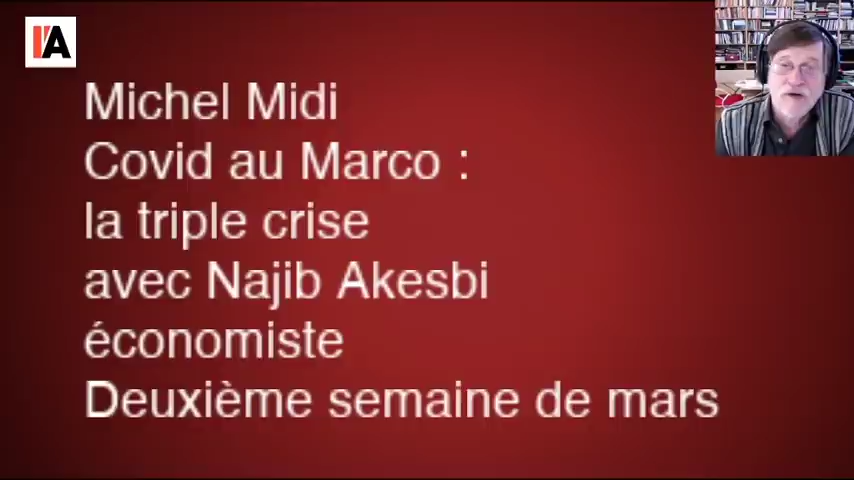 I'A
Michel Midi
Covid au Marco :
la triple crise
avec Najib Akesbi
économiste
Deuxième semaine de mars